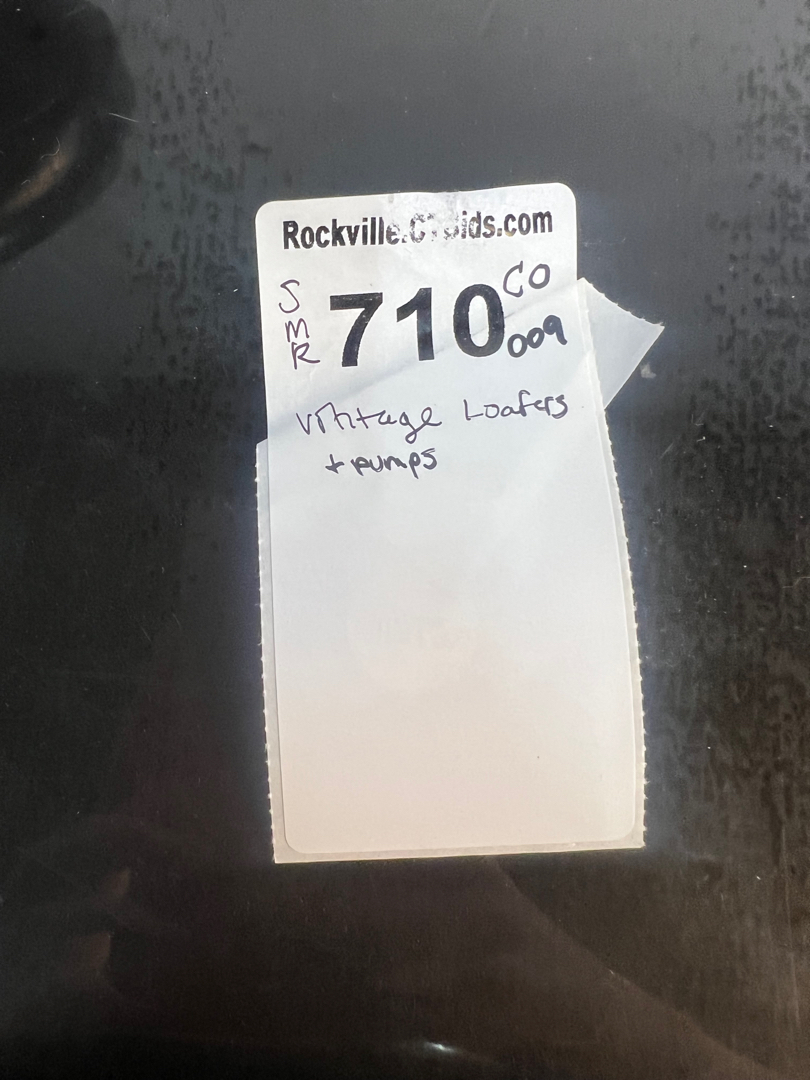 Rockville.CTBids.com
S M R 710 CO 009
Vintage Loafers
+ pumps